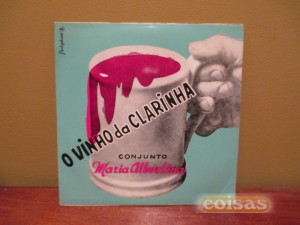 O VINHO da CLARINHA
CONJUNTO
Maria Albertina
coisas